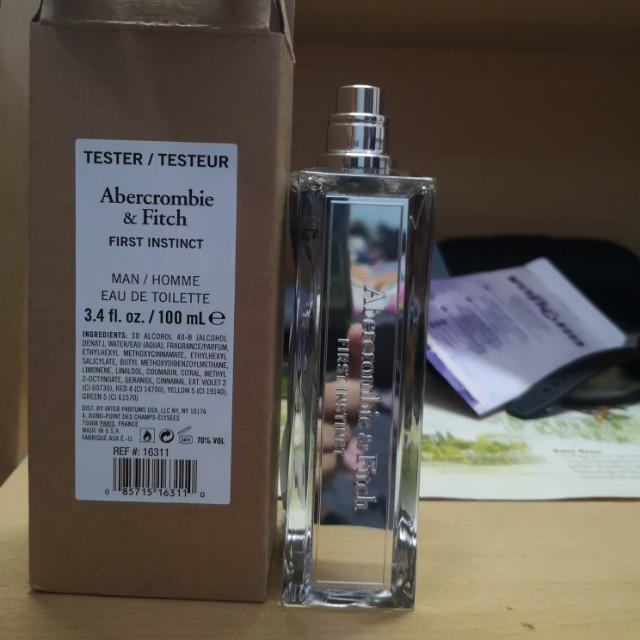 TESTER / TESTEUR
Abercrombie
& Fitch
FIRST INSTINCT
MAN / HOMME
EAU DE TOILETTE
3.4 fl. oz. / 100 mL ℮
INGREDIENTS: SD ALCOHOL 40-B (ALCOHOL
DENAT.), WATER/EAU (AQUA), FRAGRANCE/PARFUM,
ETHYLHEXYL METHOXYCINNAMATE, ETHYLHEXYL
SALICYLATE, BUTYL METHOXYDIBENZOYLMETHANE,
LIMONENE, LINALOOL, COUMARIN, CITRAL, METHYL
2-OCTYNOATE, GERANIOL, CINNAMAL, EXT. VIOLET 2
(CI 60730), RED 4 (CI 14700), YELLOW 5 (CI 19140),
GREEN 5 (CI 61570)
DIST. BY INTER PARFUMS USA, LLC NY, NY 10176
4, ROND-POINT DES CHAMPS-ÉLYSÉES
75008 PARIS, FRANCE
MADE IN U.S.A.
FABRIQUÉ AUX É.-U.
70% VOL
REF #: 16311
0 85715 16311 0
Abercrombie & Fitch
FIRST INSTINCT